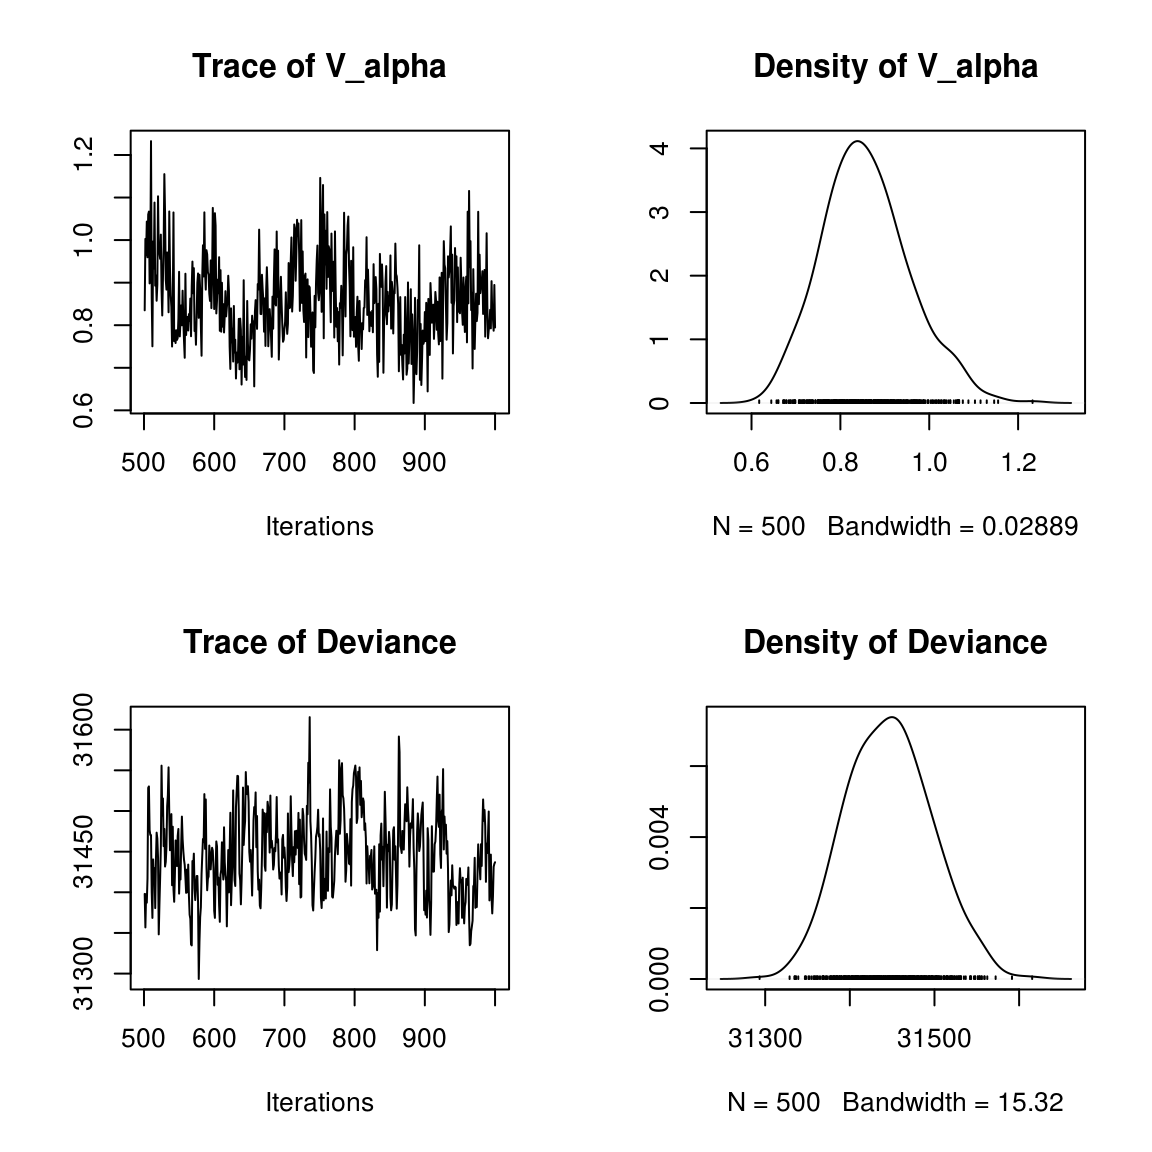 Trace of V_alpha
1.2
1.0
0.8
0.6
500 600 700 800 900
Iterations
Density of V_alpha
4
3
2
1
0
0.6 0.8 1.0 1.2
N = 500 Bandwidth = 0.02889
Trace of Deviance
31600
31450
31300
500 600 700 800 900
Iterations
Density of Deviance
0.004
0.000
31300 31500
N = 500 Bandwidth = 15.32